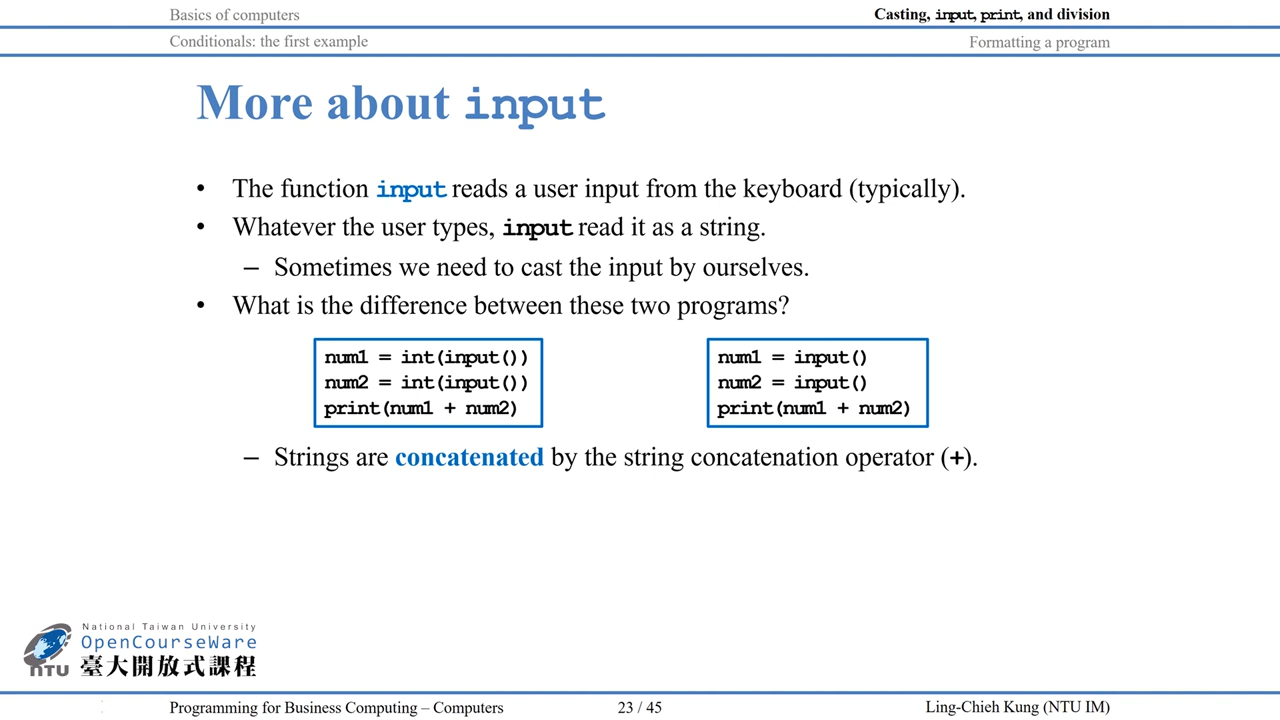 Basics of computers
Casting, input, print, and division
Conditionals: the first example
Formatting a program
More about input
• The function input reads a user input from the keyboard (typically).
• Whatever the user types, input read it as a string.
– Sometimes we need to cast the input by ourselves.
• What is the difference between these two programs?
num1 = int(input())
num2 = int(input())
print(num1 + num2)
num1 = input()
num2 = input()
print(num1 + num2)
– Strings are concatenated by the string concatenation operator (+).
National Taiwan University
OpenCourseWare
NTU 臺大開放式課程
Programming for Business Computing – Computers
23 / 45
Ling-Chieh Kung (NTU IM)